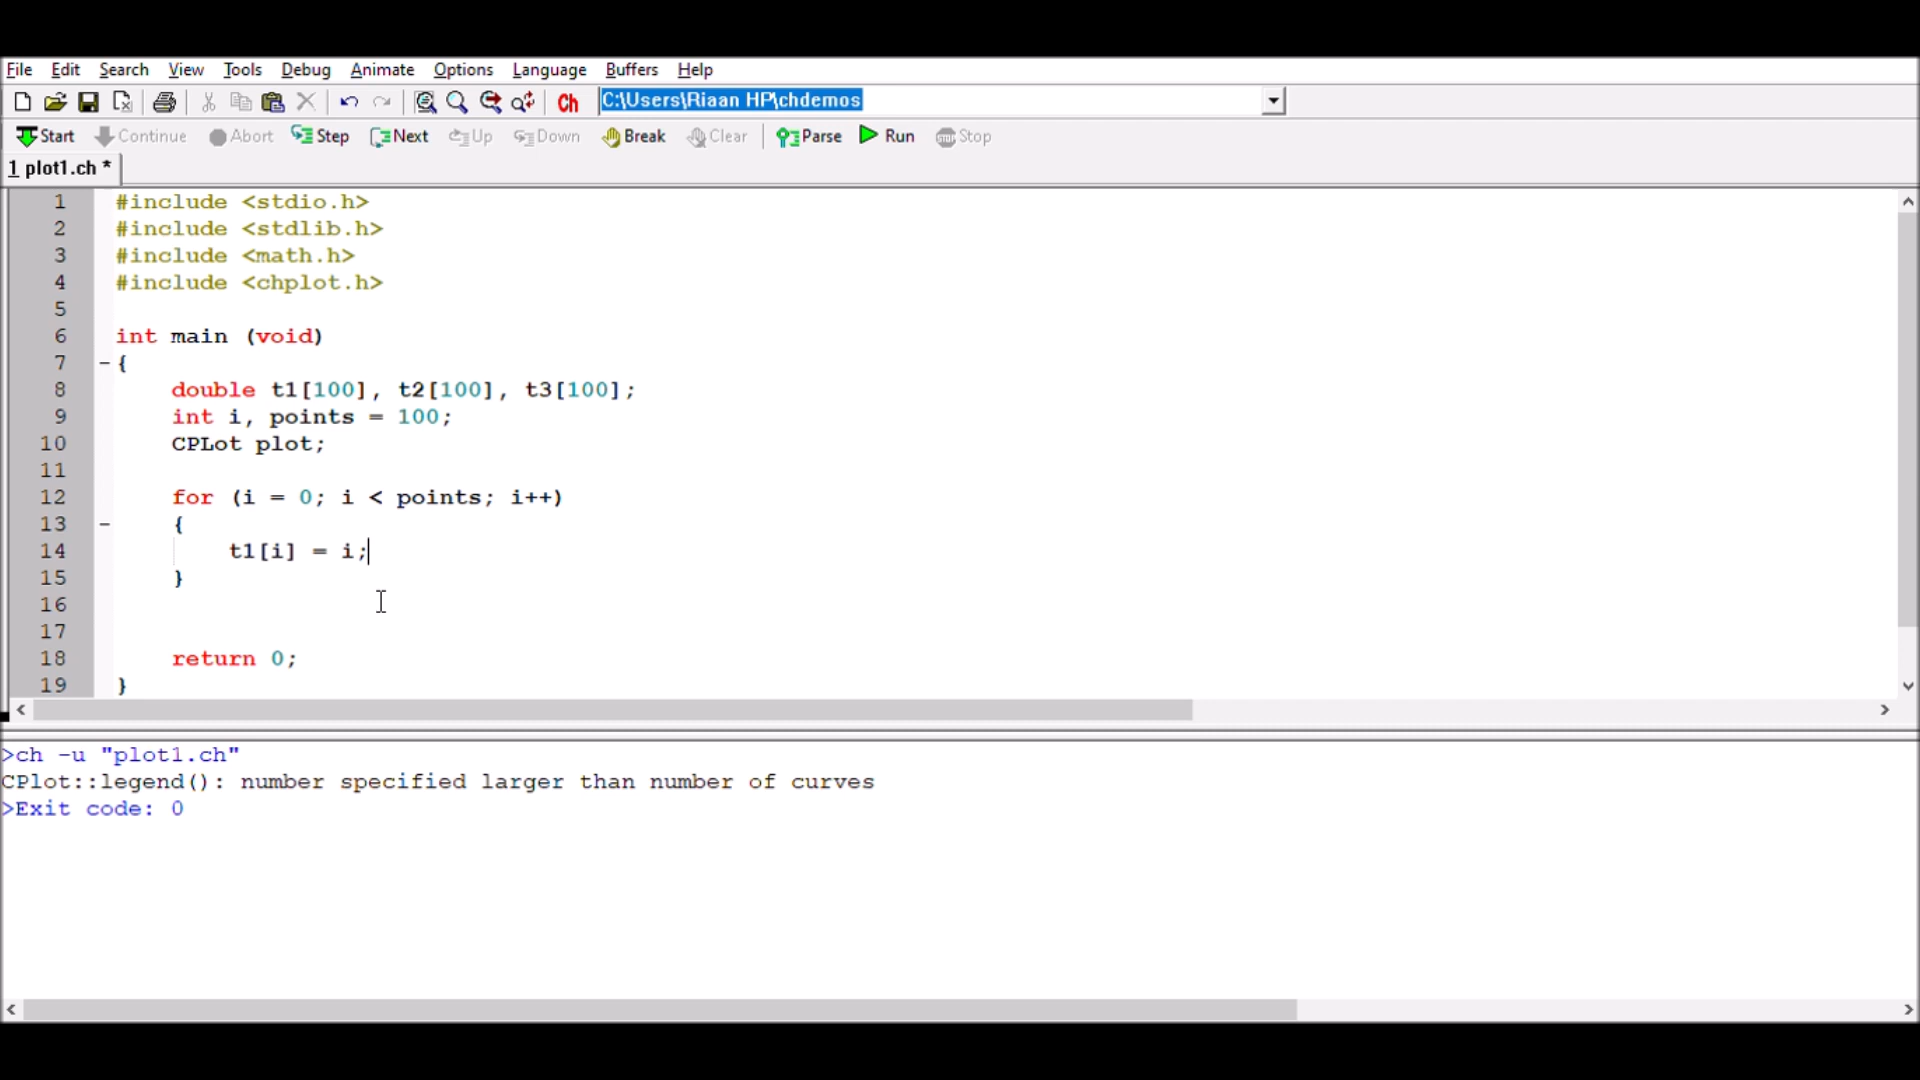 File Edit Search View Tools Debug Animate Options Language Buffers Help
Ch C:\Users\Riaan HP\chdemos
Start Continue Abort Step Next Up Down Break Clear Parse Run Stop
1 plot1.ch *
1 #include <stdio.h>
2 #include <stdlib.h>
3 #include <math.h>
4 #include <chplot.h>
5
6 int main (void)
7 {
8 double t1[100], t2[100], t3[100];
9 int i, points = 100;
10 CPLot plot;
11
12 for (i = 0; i < points; i++)
13 {
14 t1[i] = i;
15 }
16
17
18 return 0;
19 }
>ch -u "plot1.ch"
CPlot::legend(): number specified larger than number of curves
>Exit code: 0